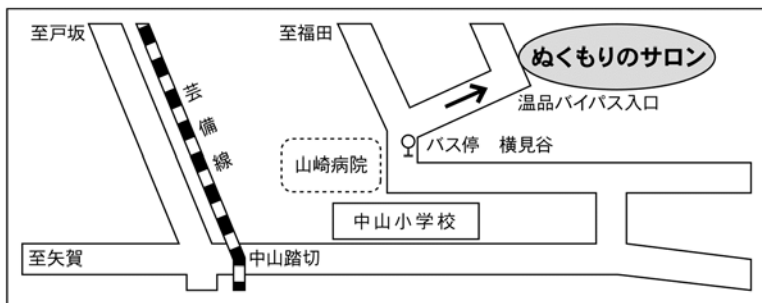 至戸坂
至福田
ぬくもりのサロン
温品バイパス入口
芸備線
バス停 横見谷
山崎病院
中山小学校
至矢賀
中山踏切